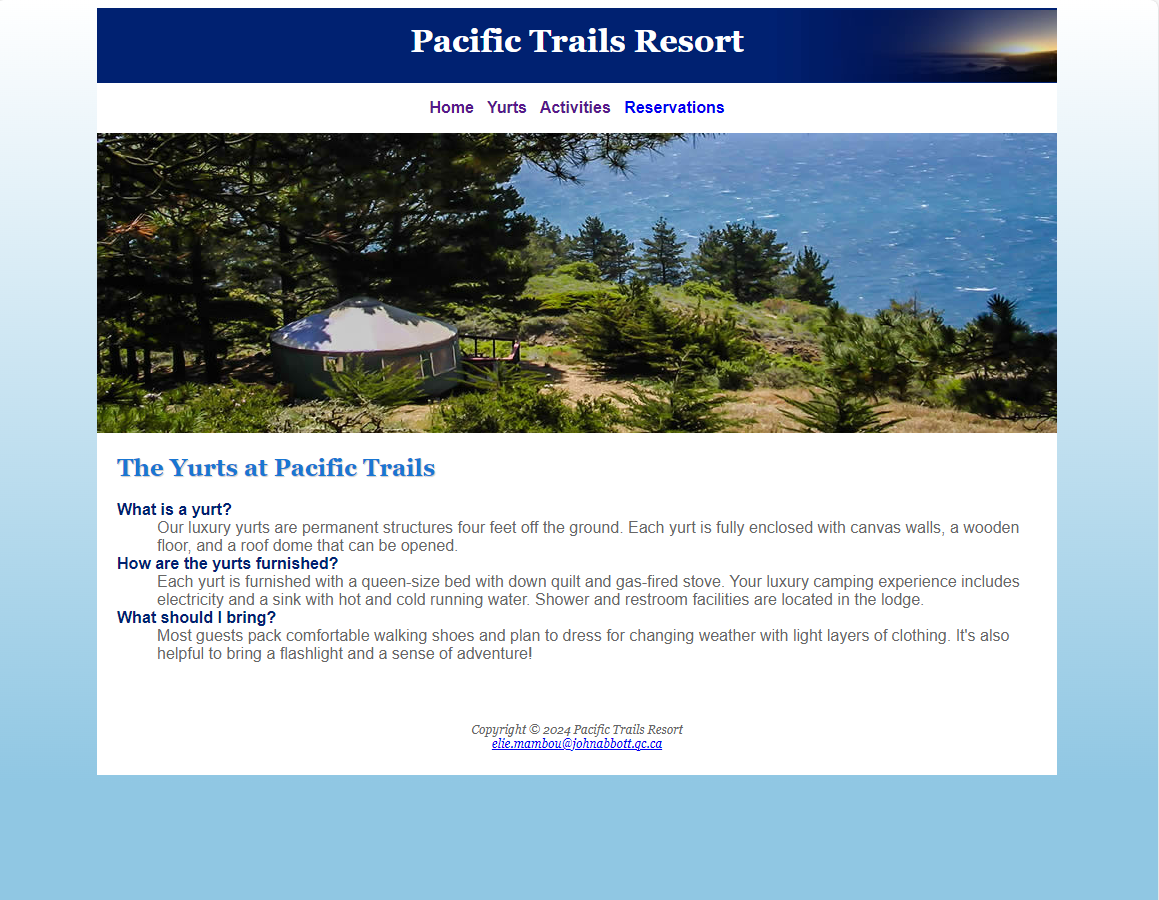 Pacific Trails Resort
Home Yurts Activities Reservations
The Yurts at Pacific Trails
What is a yurt?
Our luxury yurts are permanent structures four feet off the ground. Each yurt is fully enclosed with canvas walls, a wooden
floor, and a roof dome that can be opened.
How are the yurts furnished?
Each yurt is furnished with a queen-size bed with down quilt and gas-fired stove. Your luxury camping experience includes
electricity and a sink with hot and cold running water. Shower and restroom facilities are located in the lodge.
What should I bring?
Most guests pack comfortable walking shoes and plan to dress for changing weather with light layers of clothing. It's also
helpful to bring a flashlight and a sense of adventure!
Copyright © 2024 Pacific Trails Resort
elie.mambou@johnabbott.qc.ca